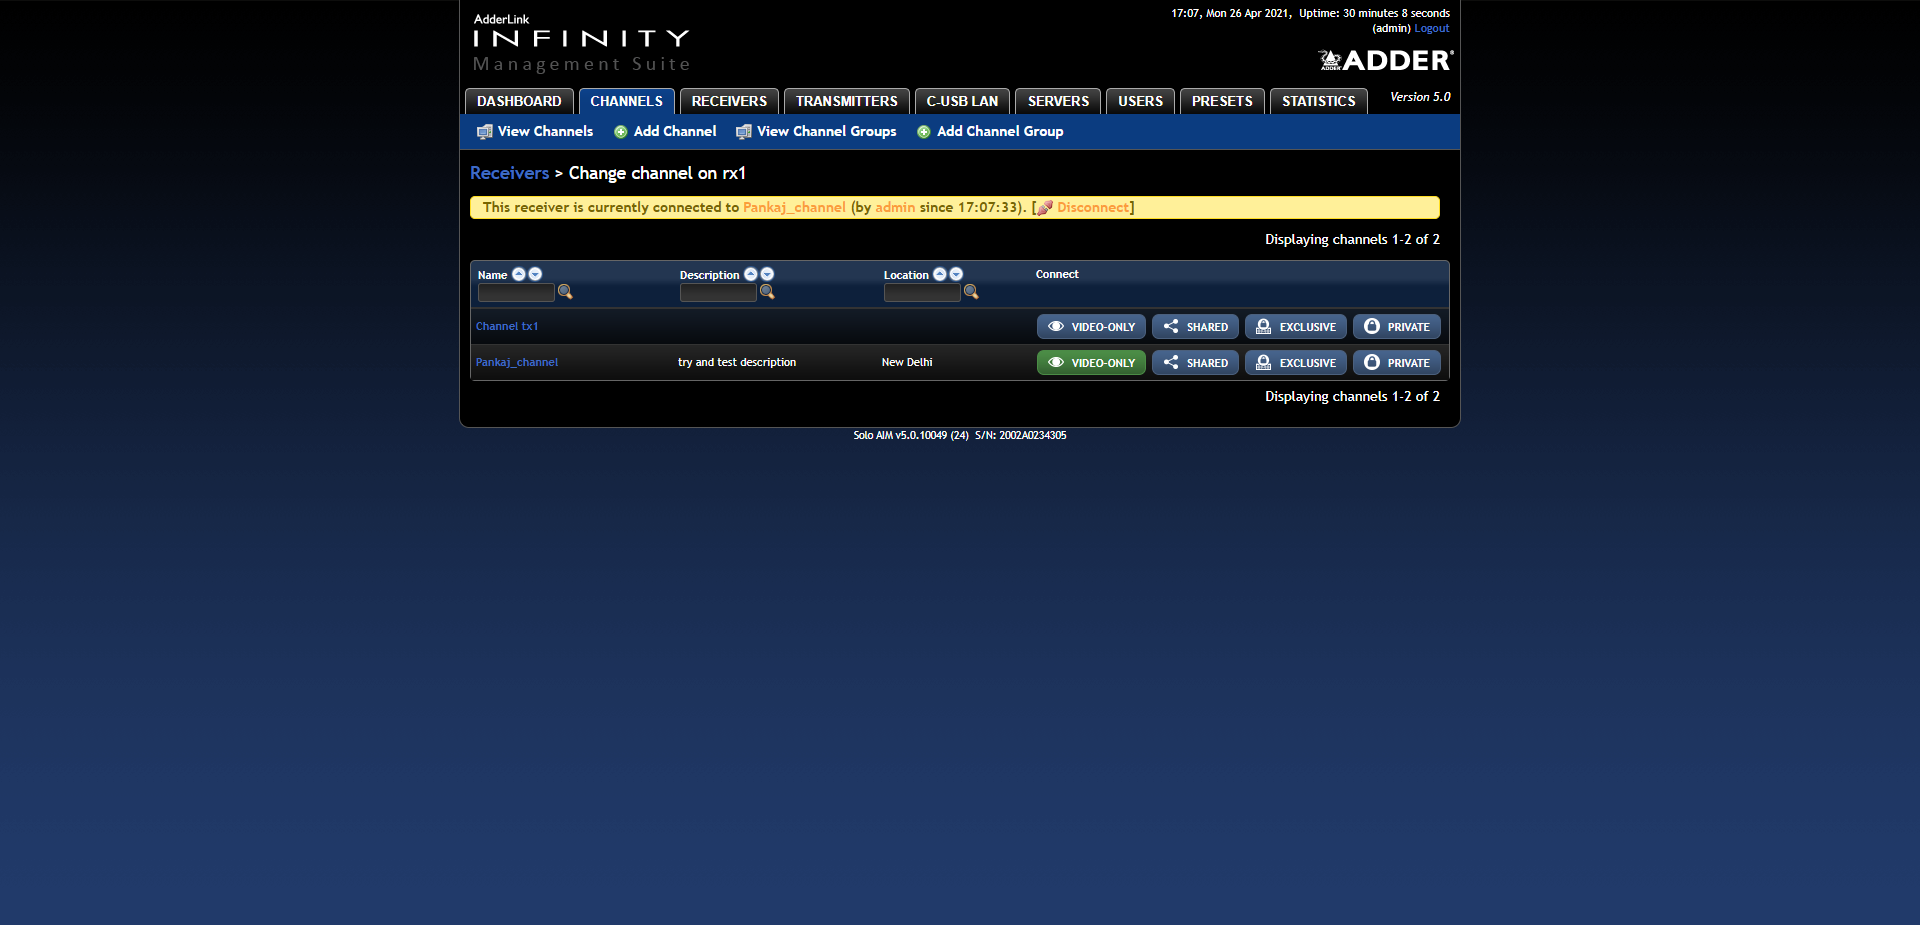 AdderLink
INFINITY
Management Suite
17:07, Mon 26 Apr 2021, Uptime: 30 minutes 8 seconds
(admin) Logout
ADDER
ADDER
DASHBOARD CHANNELS RECEIVERS TRANSMITTERS C-USB LAN SERVERS USERS PRESETS STATISTICS Version 5.0
View Channels Add Channel View Channel Groups Add Channel Group
Receivers > Change channel on rx1
This receiver is currently connected to Pankaj_channel (by admin since 17:07:33). [Disconnect]
Displaying channels 1-2 of 2
Name Description Location Connect
Channel tx1 VIDEO-ONLY SHARED EXCLUSIVE PRIVATE
Pankaj_channel try and test description New Delhi VIDEO-ONLY SHARED EXCLUSIVE PRIVATE
Displaying channels 1-2 of 2
Solo AIM v5.0.10049 (24) S/N: 2002A0234305